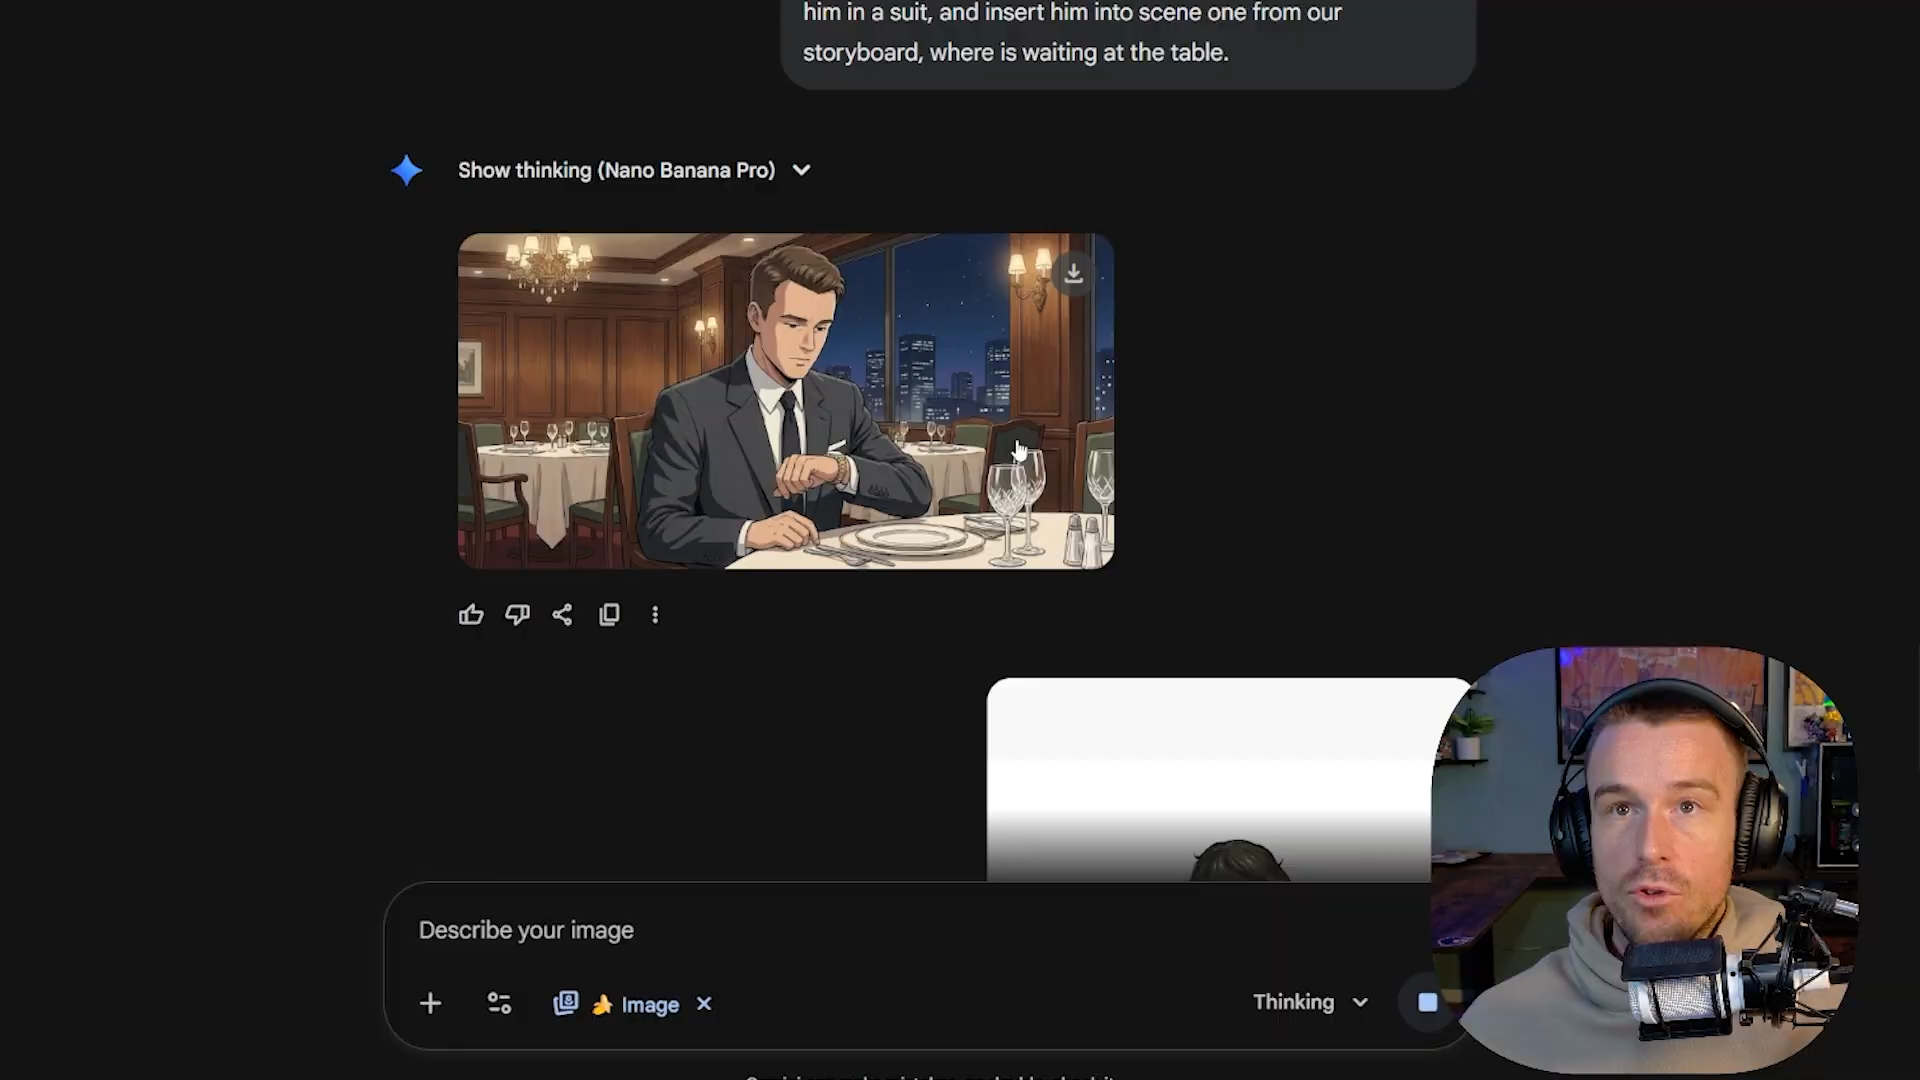 him in a suit, and insert him into scene one from our
storyboard, where is waiting at the table.
Show thinking (Nano Banana Pro)
Describe your image
Image
Thinking